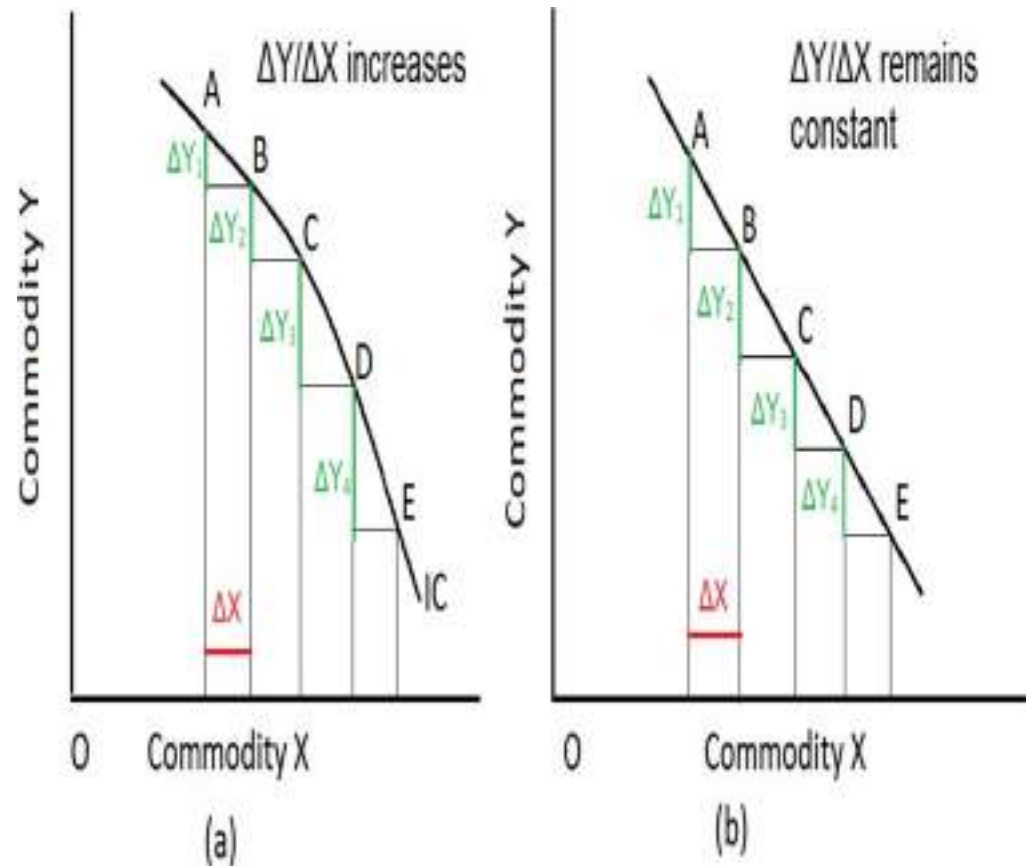 ΔY/ΔX increases
A
B
C
D
E
IC
ΔY₁
ΔY₂
ΔY₃
ΔY₄
ΔX
Commodity Y
O
Commodity X
(a)
ΔY/ΔX remains
constant
A
B
C
D
E
ΔY₁
ΔY₂
ΔY₃
ΔY₄
ΔX
Commodity Y
O
Commodity X
(b)